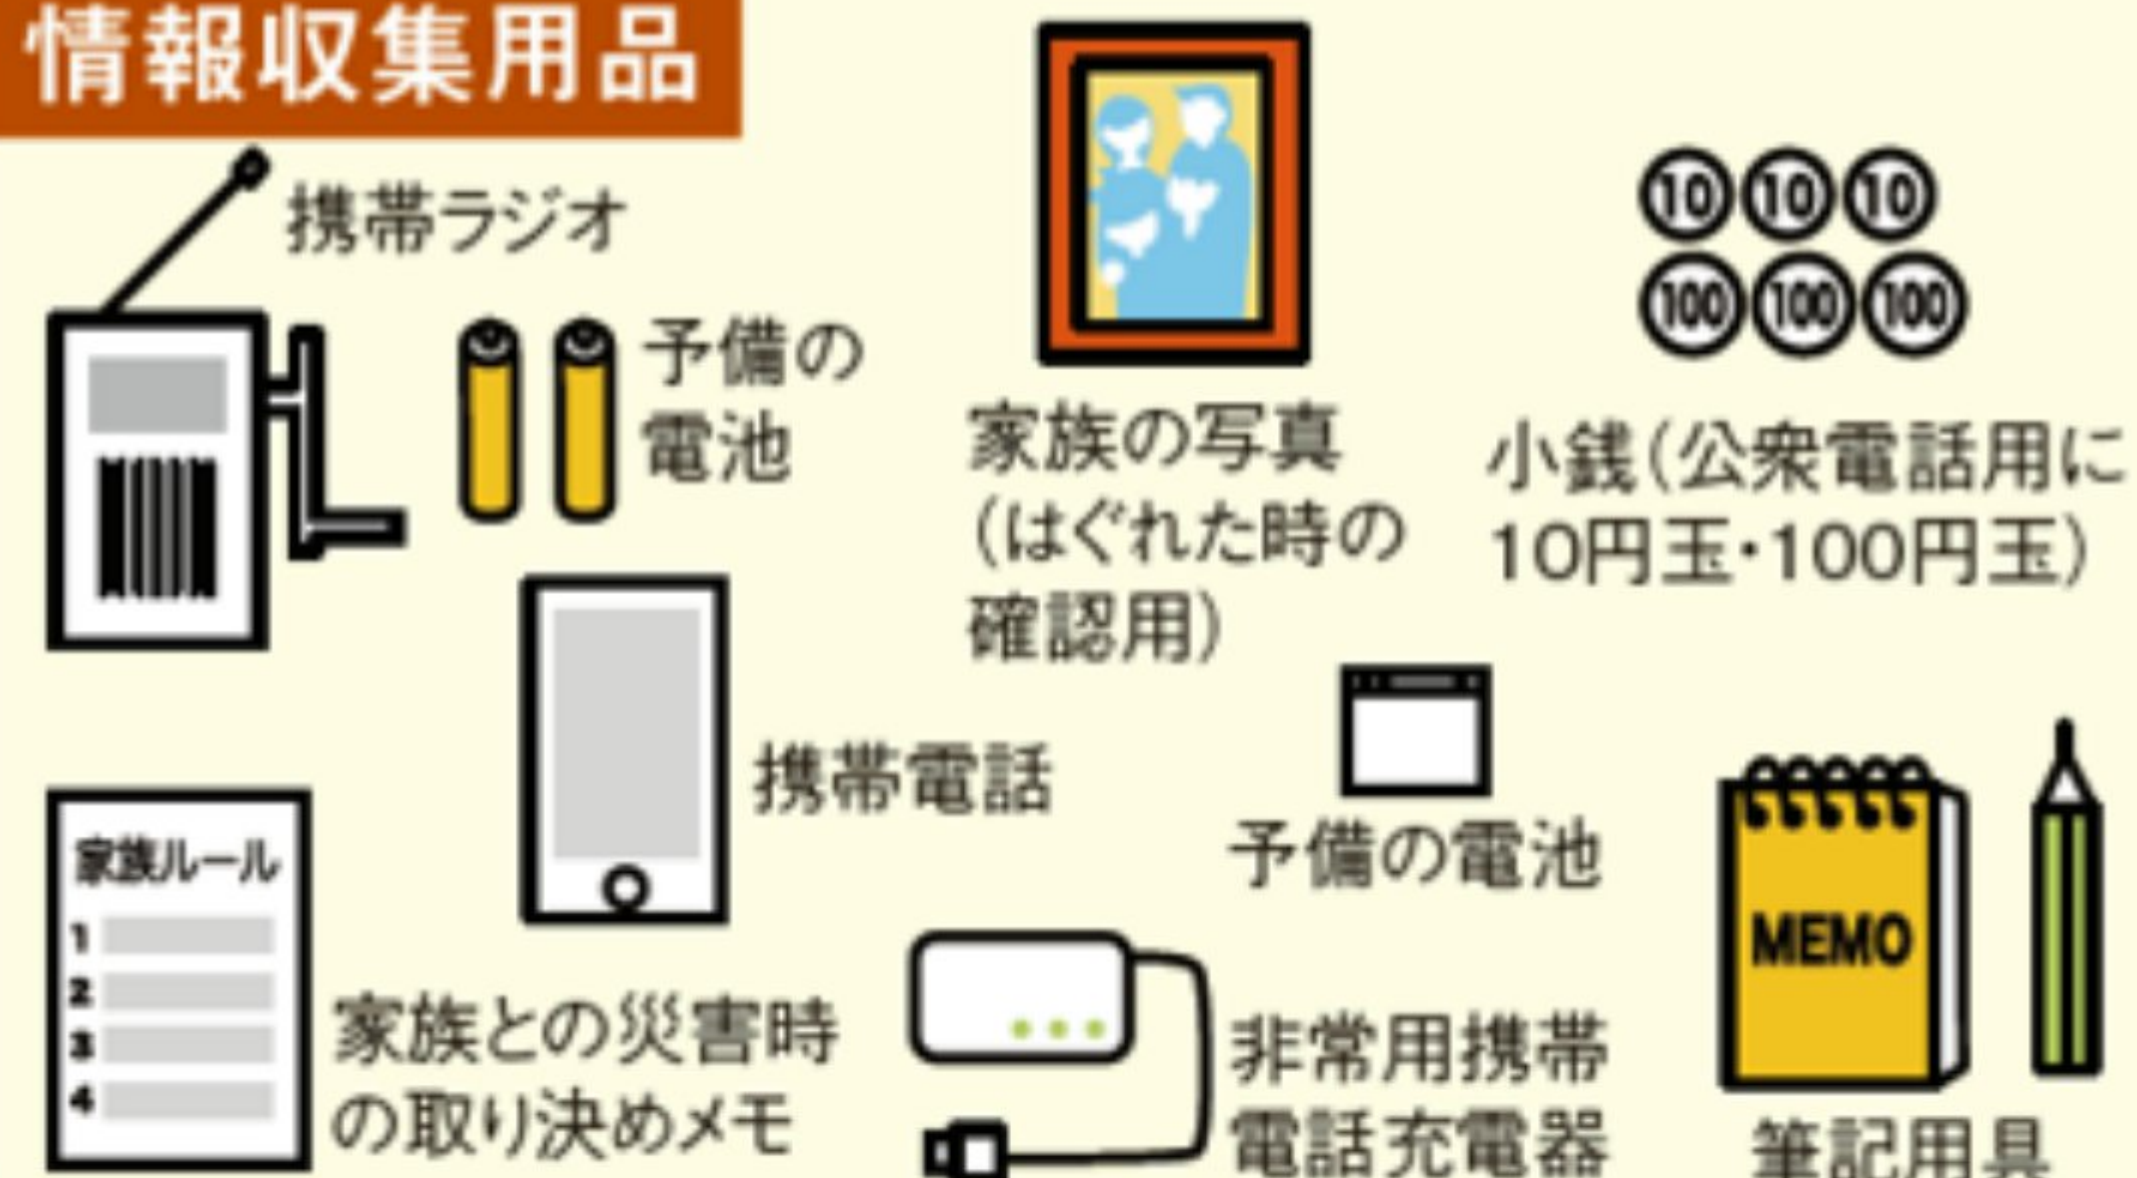 情報収集用品
携帯ラジオ
予備の
電池
家族の写真
(はぐれた時の
確認用)
10 10 10
100 100 100
小銭(公衆電話用に
10円玉・100円玉)
携帯電話
予備の電池
家族ルール
1
2
3
4
家族との災害時
の取り決めメモ
非常用携帯
電話充電器
MEMO
筆記用具